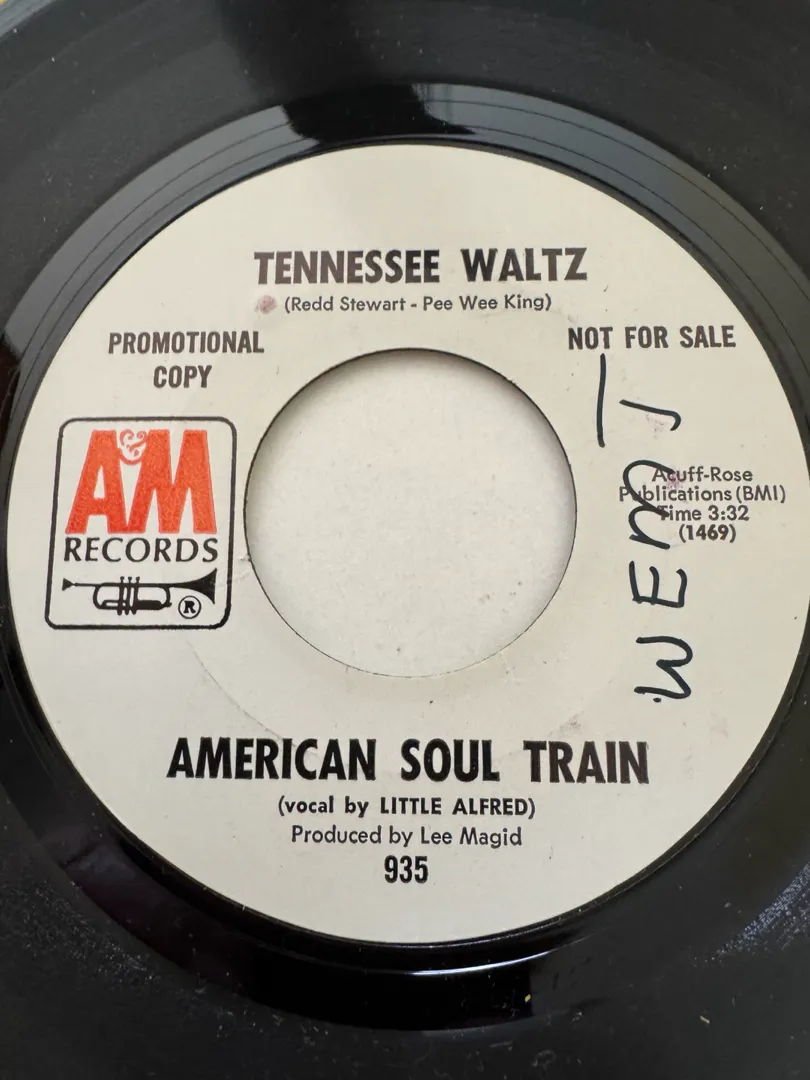 TENNESSEE WALTZ
(Redd Stewart - Pee Wee King)
PROMOTIONAL
COPY
NOT FOR SALE
A&M
RECORDS
®
Acuff-Rose
Publications (BMI)
Time 3:32
(1469)
WEMJ
AMERICAN SOUL TRAIN
(vocal by LITTLE ALFRED)
Produced by Lee Magid
935